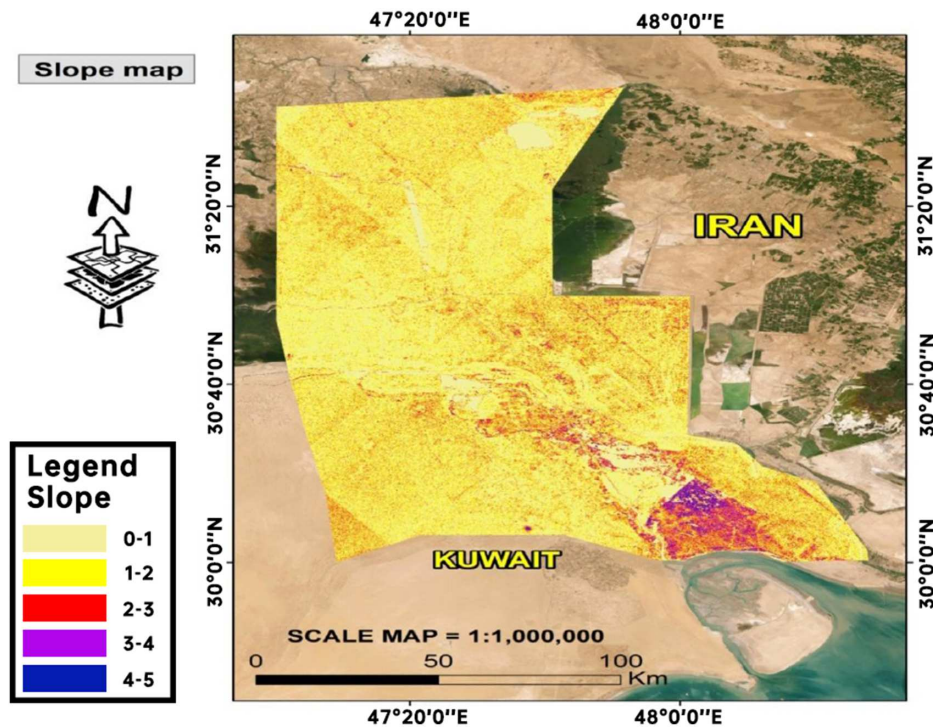 47°20'0''E
48°0'0''E
Slope map
N
31°20'0''N
31°20'0''N
IRAN
30°40'0''N
30°40'0''N
Legend
Slope
0-1
1-2
2-3
3-4
4-5
30°0'0''N
30°0'0''N
KUWAIT
SCALE MAP = 1:1,000,000
0 50 100
Km
47°20'0''E
48°0'0''E